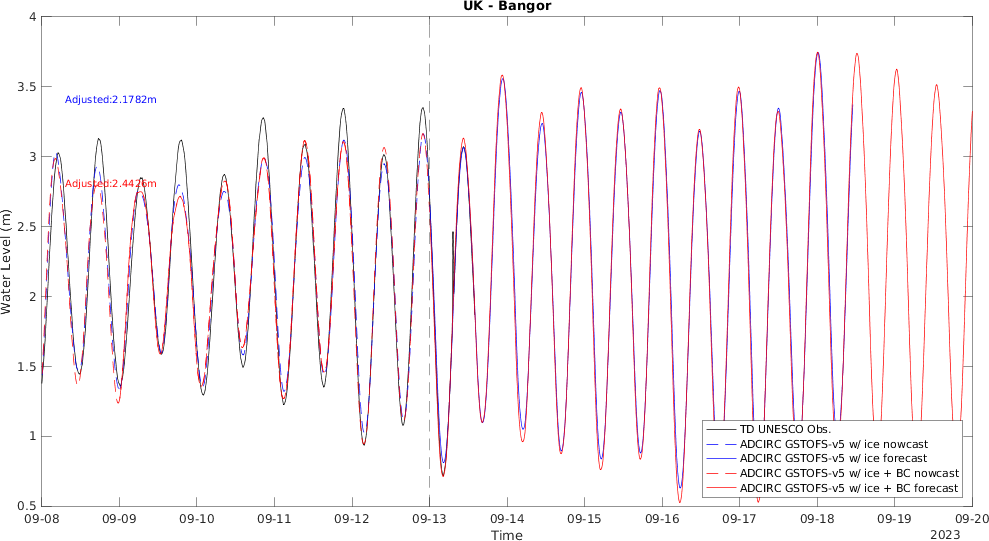 UK - Bangor
4
3.5
3
2.5
2
1.5
1
0.5
Water Level (m)
Adjusted:2.1782m
Adjusted:2.4426m
TD UNESCO Obs.
ADCIRC GSTOFS-v5 w/ ice nowcast
ADCIRC GSTOFS-v5 w/ ice forecast
ADCIRC GSTOFS-v5 w/ ice + BC nowcast
ADCIRC GSTOFS-v5 w/ ice + BC forecast
09-08 09-09 09-10 09-11 09-12 09-13 09-14 09-15 09-16 09-17 09-18 09-19 09-20
Time
2023